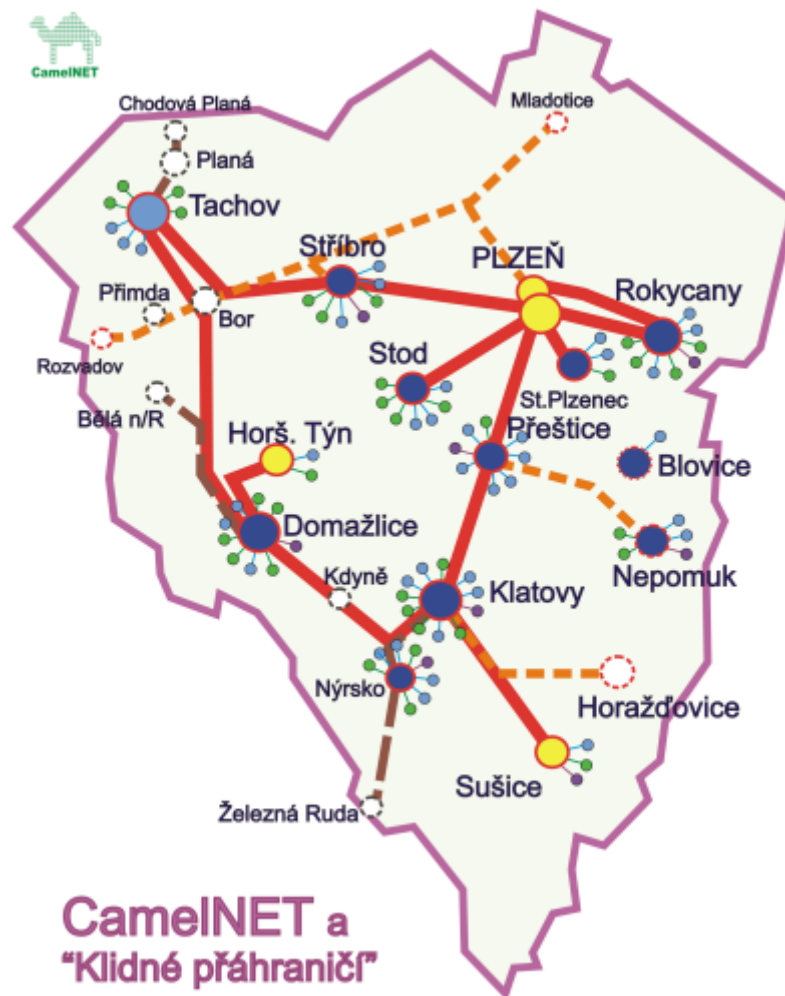 CamelNET
Chodová Planá
Mladotice
Planá
Tachov
Stříbro
PLZEŇ
Přimda
Bor
Rokycany
Rozvadov
Stod
St.Plzenec
Bělá n/R
Horš. Týn
Přeštice
Blovice
Domažlice
Nepomuk
Kdyně
Klatovy
Nýrsko
Horažďovice
Sušice
Železná Ruda
CamelNET a
“Klidné přáhraničí”